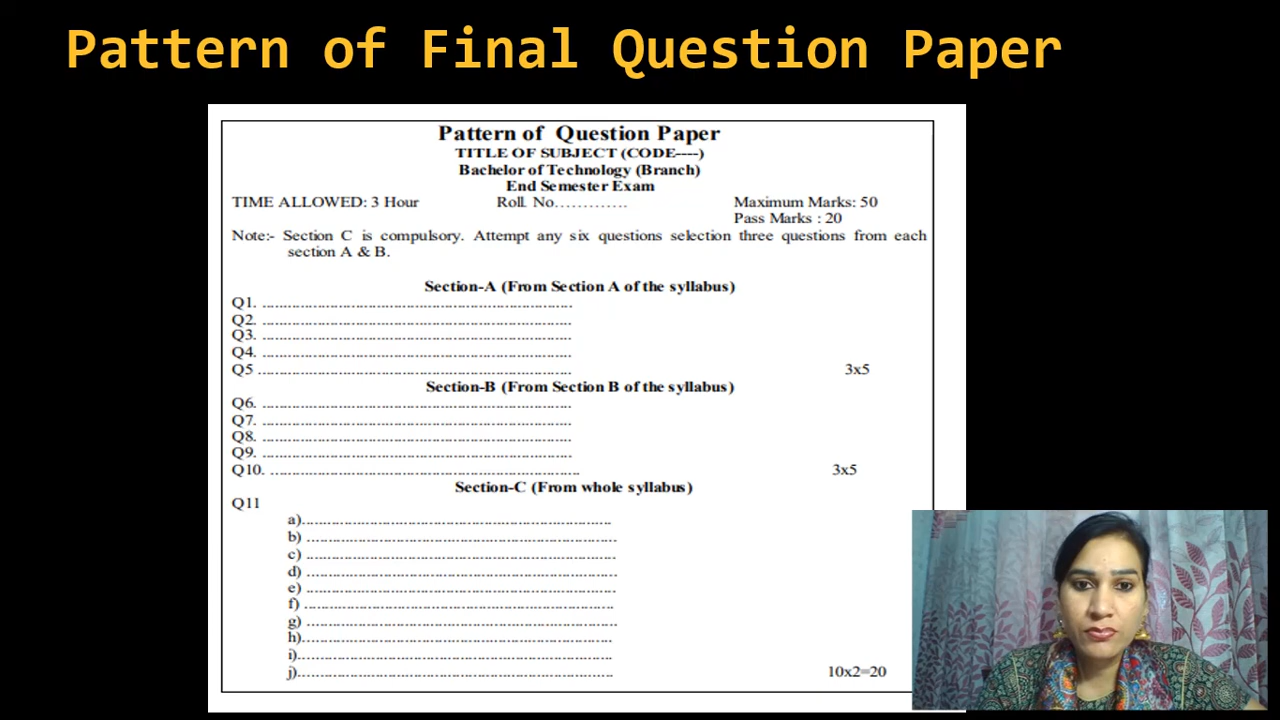 Pattern of Final Question Paper
Pattern of Question Paper
TITLE OF SUBJECT (CODE----)
Bachelor of Technology (Branch)
End Semester Exam
TIME ALLOWED: 3 Hour Roll. No............. Maximum Marks: 50
Pass Marks : 20
Note:- Section C is compulsory. Attempt any six questions selection three questions from each
section A & B.
Section-A (From Section A of the syllabus)
Q1. ..........................................................................
Q2. ..........................................................................
Q3. ..........................................................................
Q4. ..........................................................................
Q5 ........................................................................... 3x5
Section-B (From Section B of the syllabus)
Q6. ..........................................................................
Q7. ..........................................................................
Q8. ..........................................................................
Q9. ..........................................................................
Q10. .......................................................................... 3x5
Section-C (From whole syllabus)
Q11
a)..........................................................................
b) ..........................................................................
c) ..........................................................................
d) ..........................................................................
e) ..........................................................................
f) ..........................................................................
g) ..........................................................................
h)..........................................................................
i)...........................................................................
j)........................................................................... 10x2=20